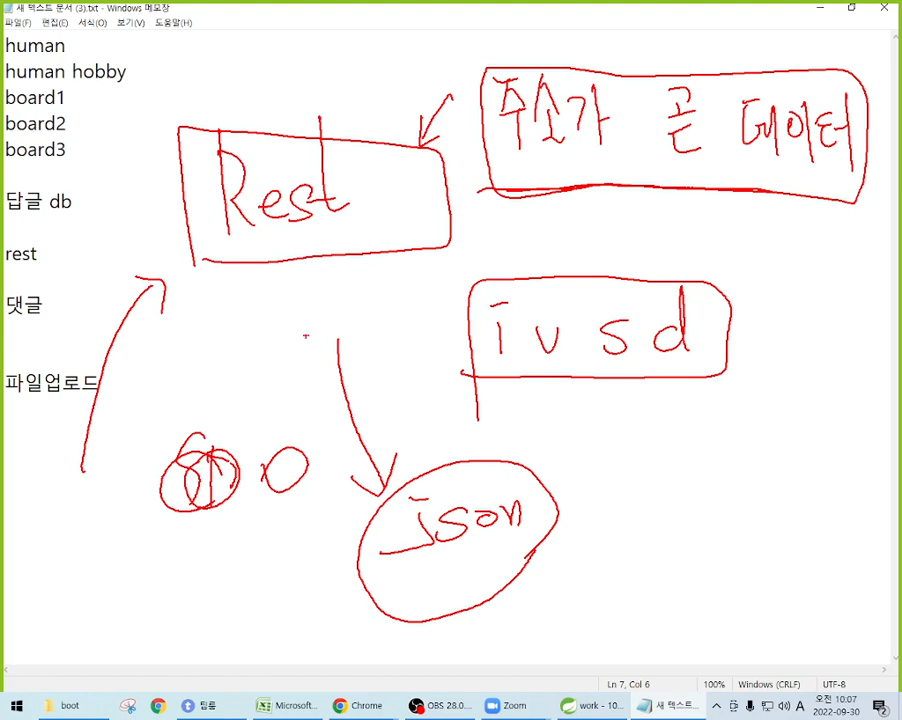 새 텍스트 문서 (3).txt - Windows 메모장
파일(F) 편집(E) 서식(O) 보기(V) 도움말(H)
human
human hobby
board1
board2
board3
답글 db
rest
댓글
파일업로드
주소가 곧 데이터
Rest
i u s d
json
Ln 7, Col 6 100% Windows (CRLF) UTF-8
boot 팀룸 Microsoft... Chrome OBS 28.0.... Zoom work - 10... 새 텍스트... A 오전 10:07
2022-09-30 2